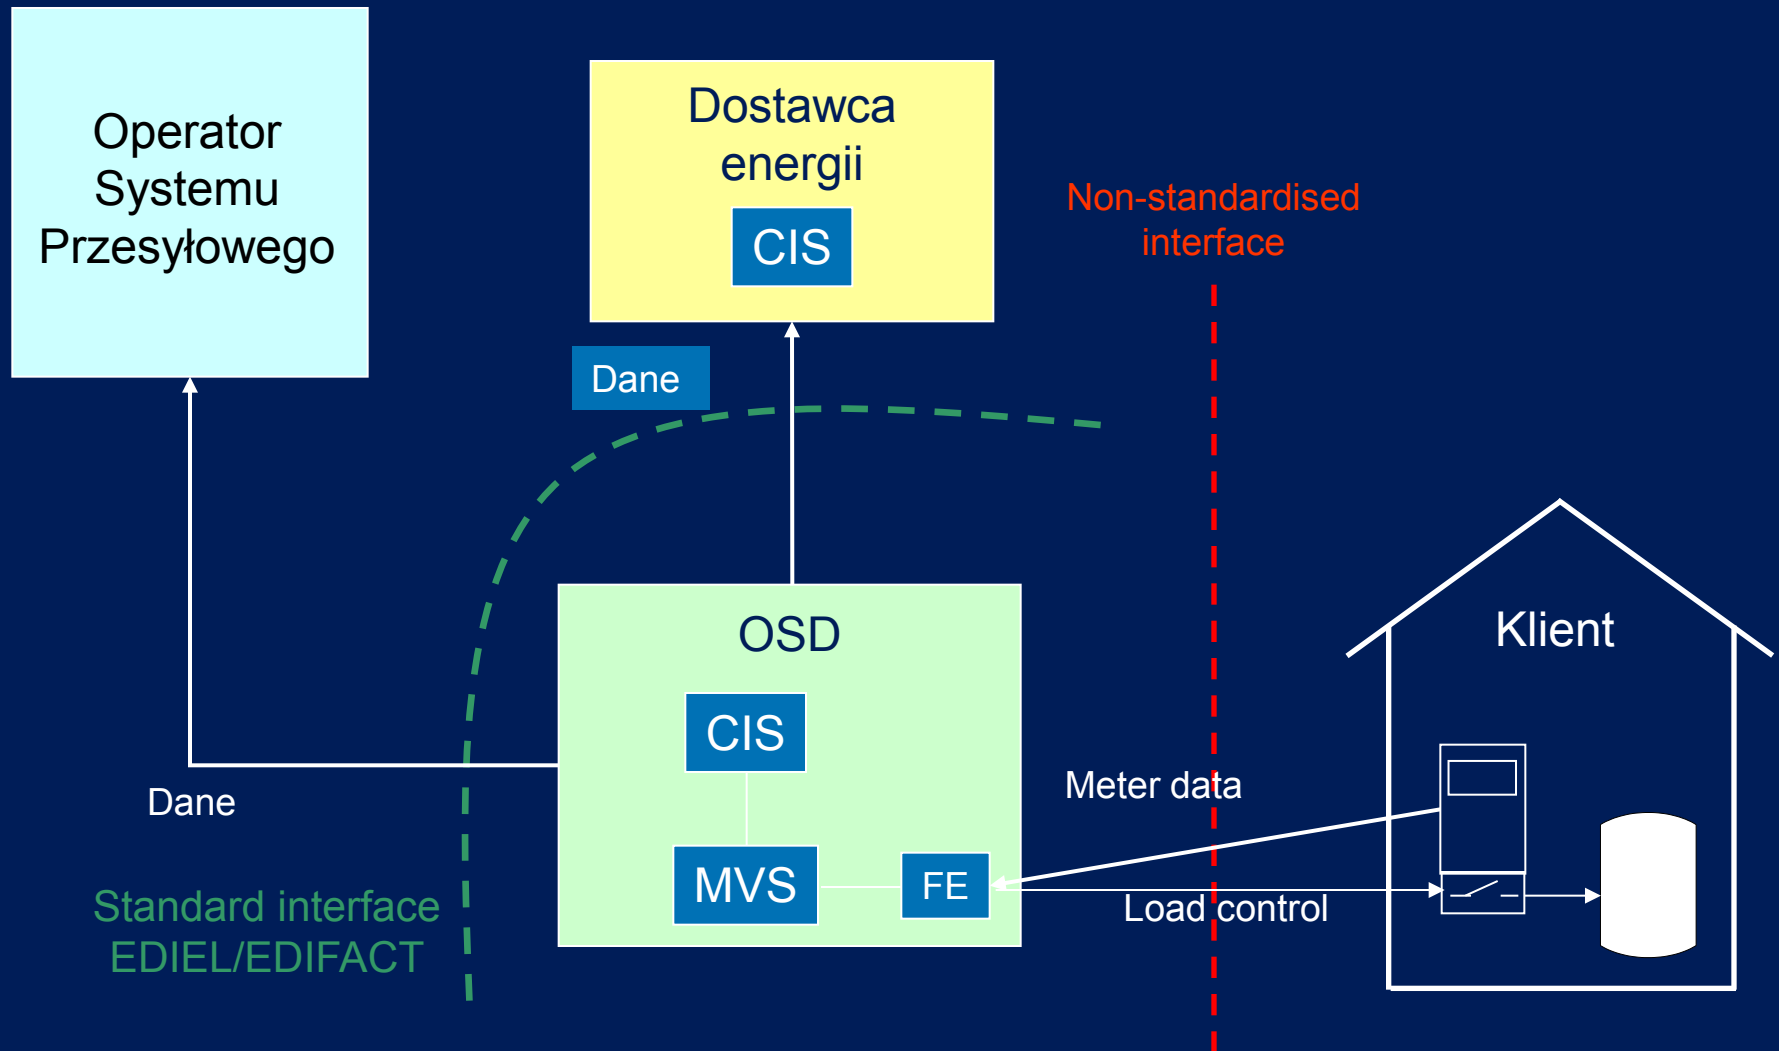 Operator
Systemu
Przesyłowego
Dostawca
energii
CIS
Non-standardised
interface
Dane
OSD
CIS
MVS
FE
Klient
Meter data
Load control
Dane
Standard interface
EDIEL/EDIFACT